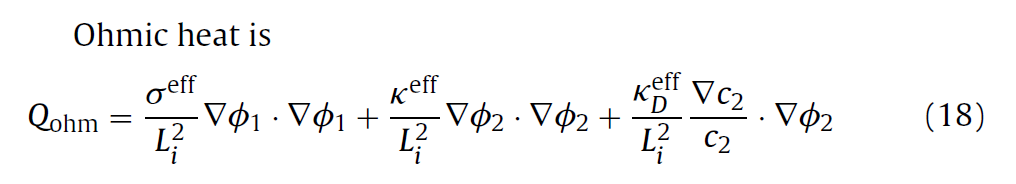 Ohmic heat is
Q_ohm = σ^eff/L_i^2 ∇ϕ_1 · ∇ϕ_1 + κ^eff/L_i^2 ∇ϕ_2 · ∇ϕ_2 + κ_D^eff/L_i^2 ∇c_2/c_2 · ∇ϕ_2 (18)